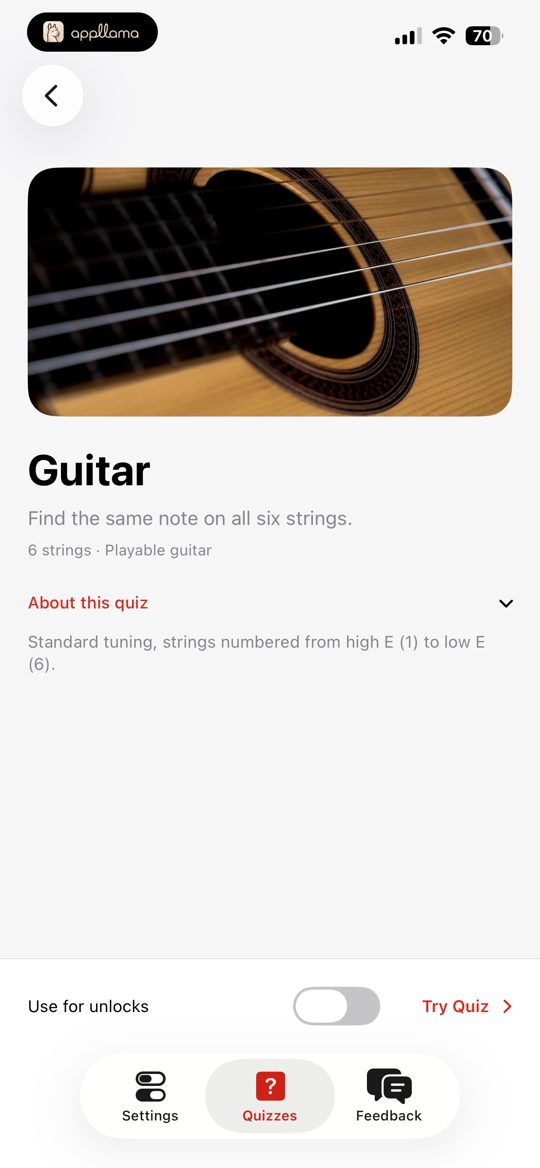 appllama
70
Guitar
Find the same note on all six strings.
6 strings · Playable guitar
About this quiz
Standard tuning, strings numbered from high E (1) to low E
(6).
Use for unlocks
Try Quiz
?
Settings
Quizzes
Feedback